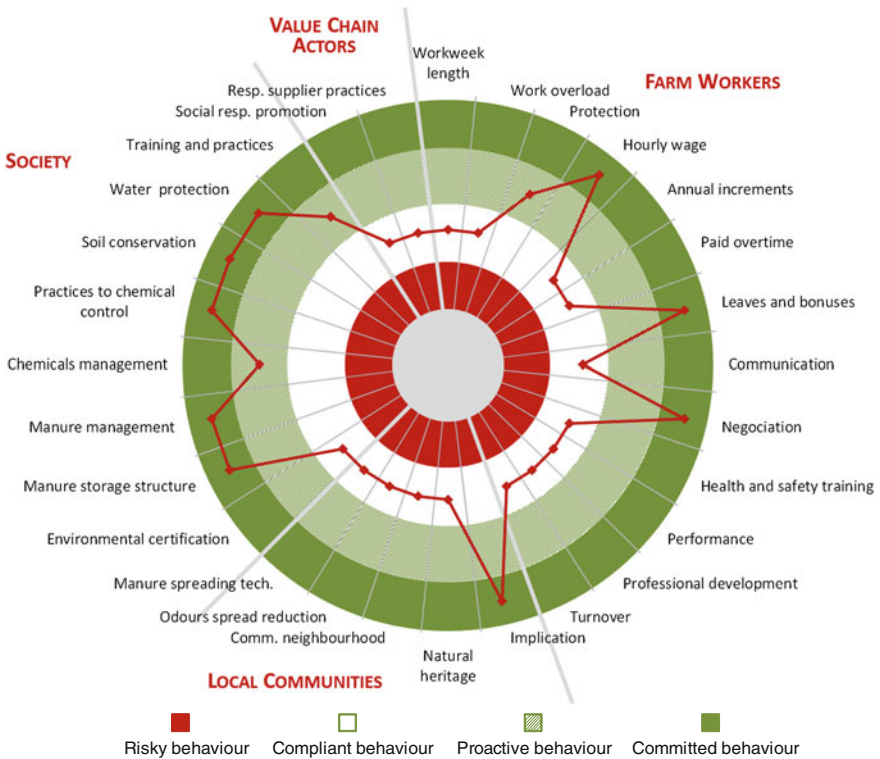 VALUE CHAIN
ACTORS
Workweek
length
FARM WORKERS
Work overload
Protection
Hourly wage
Annual increments
Paid overtime
Leaves and bonuses
Communication
Negociation
Health and safety training
Performance
Professional development
Turnover
Implication
Natural
heritage
LOCAL COMMUNITIES
Comm. neighbourhood
Odours spread reduction
Manure spreading tech.
Environmental certification
Manure storage structure
Manure management
Chemicals management
Practices to chemical
control
Soil conservation
Water protection
SOCIETY
Training and practices
Social resp. promotion
Resp. supplier practices
Risky behaviour
Compliant behaviour
Proactive behaviour
Committed behaviour